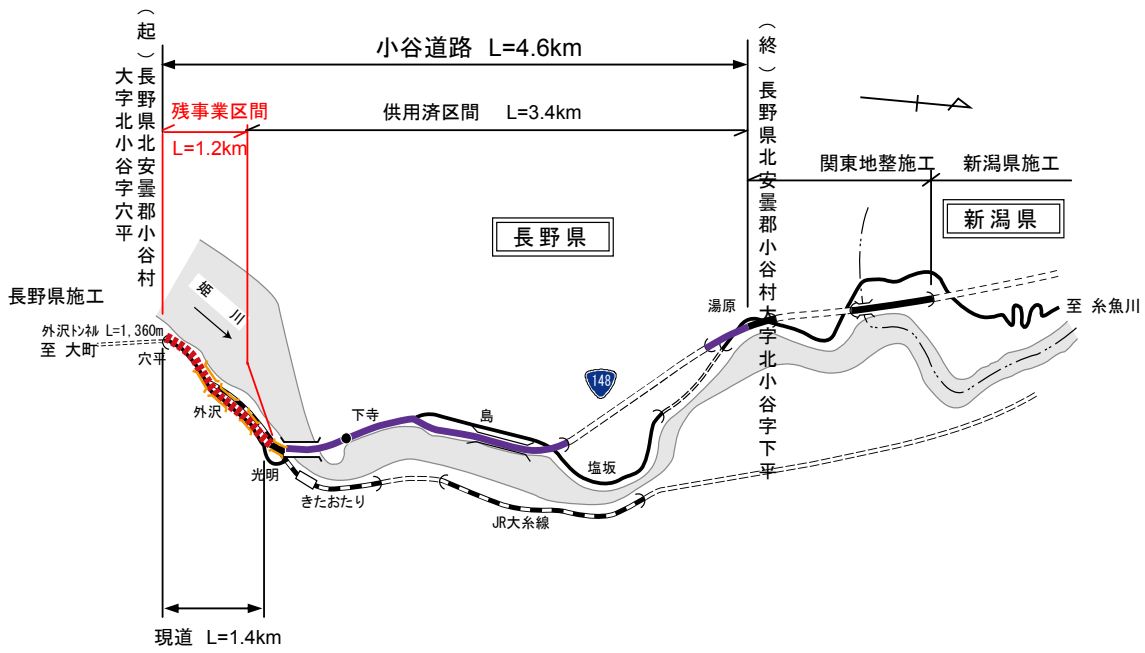 （起）長野県北安曇郡小谷村
大字北小谷字穴平
小谷道路 L=4.6km
（終）長野県北安曇郡小谷村大字北小谷字下平
残事業区間
L=1.2km
供用済区間 L=3.4km
関東地整施工
新潟県施工
長野県
新潟県
姫川
長野県施工
外沢ﾄﾝﾈﾙ L=1,360m
至 大町
穴平
湯原
至 糸魚川
148
外沢
下寺
島
光明
塩坂
きたおたり
JR大糸線
現道 L=1.4km